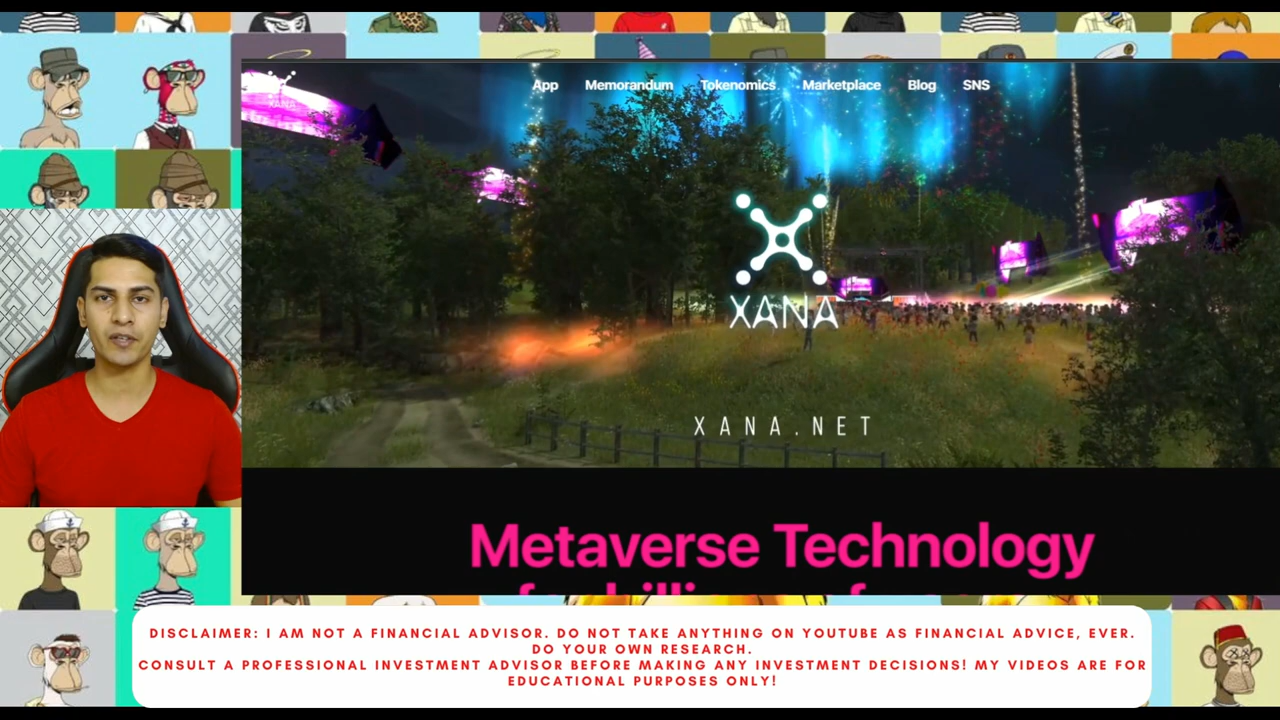 App Memorandum Tokenomics Marketplace Blog SNS
XANA
XANA
XANA.NET
Metaverse Technology
DISCLAIMER: I AM NOT A FINANCIAL ADVISOR. DO NOT TAKE ANYTHING ON YOUTUBE AS FINANCIAL ADVICE, EVER.
DO YOUR OWN RESEARCH.
CONSULT A PROFESSIONAL INVESTMENT ADVISOR BEFORE MAKING ANY INVESTMENT DECISIONS! MY VIDEOS ARE FOR
EDUCATIONAL PURPOSES ONLY!